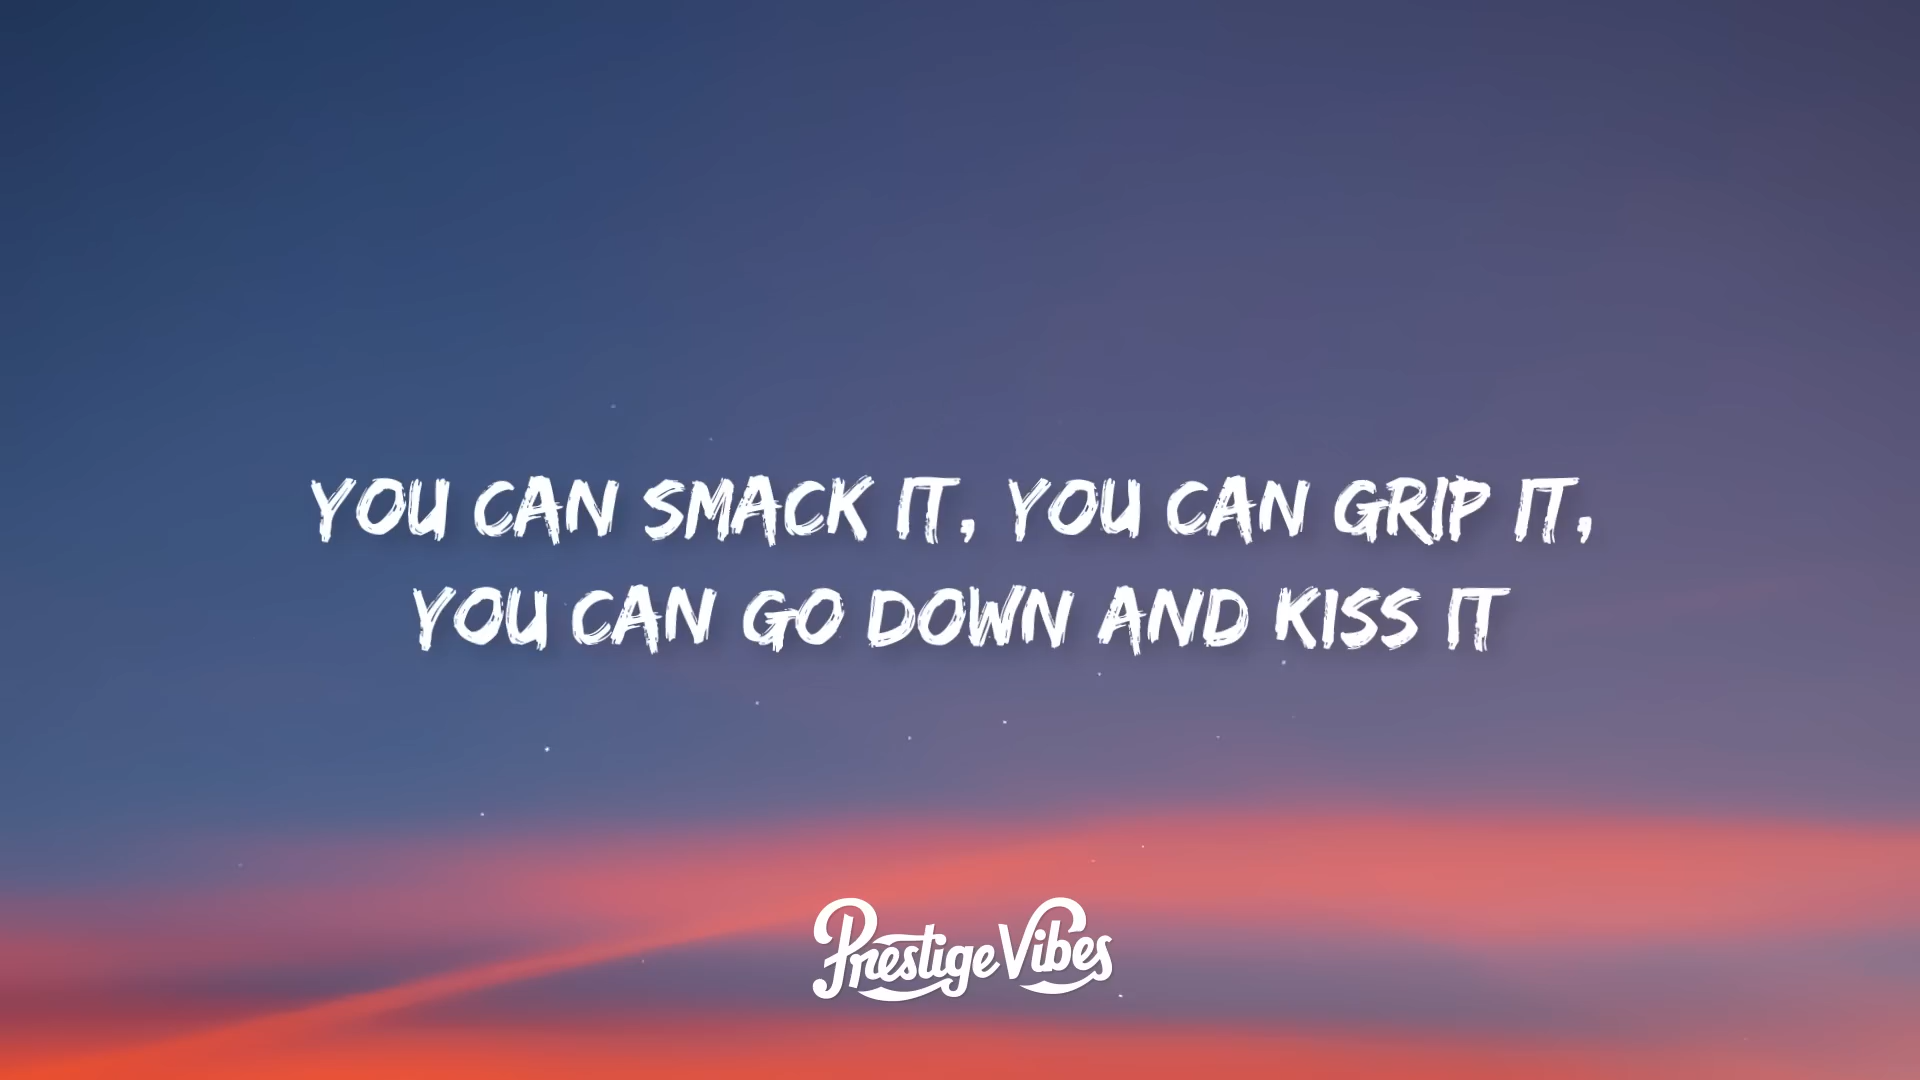 YOU CAN SMACK IT, YOU CAN GRIP IT,
YOU CAN GO DOWN AND KISS IT
Prestige Vibes